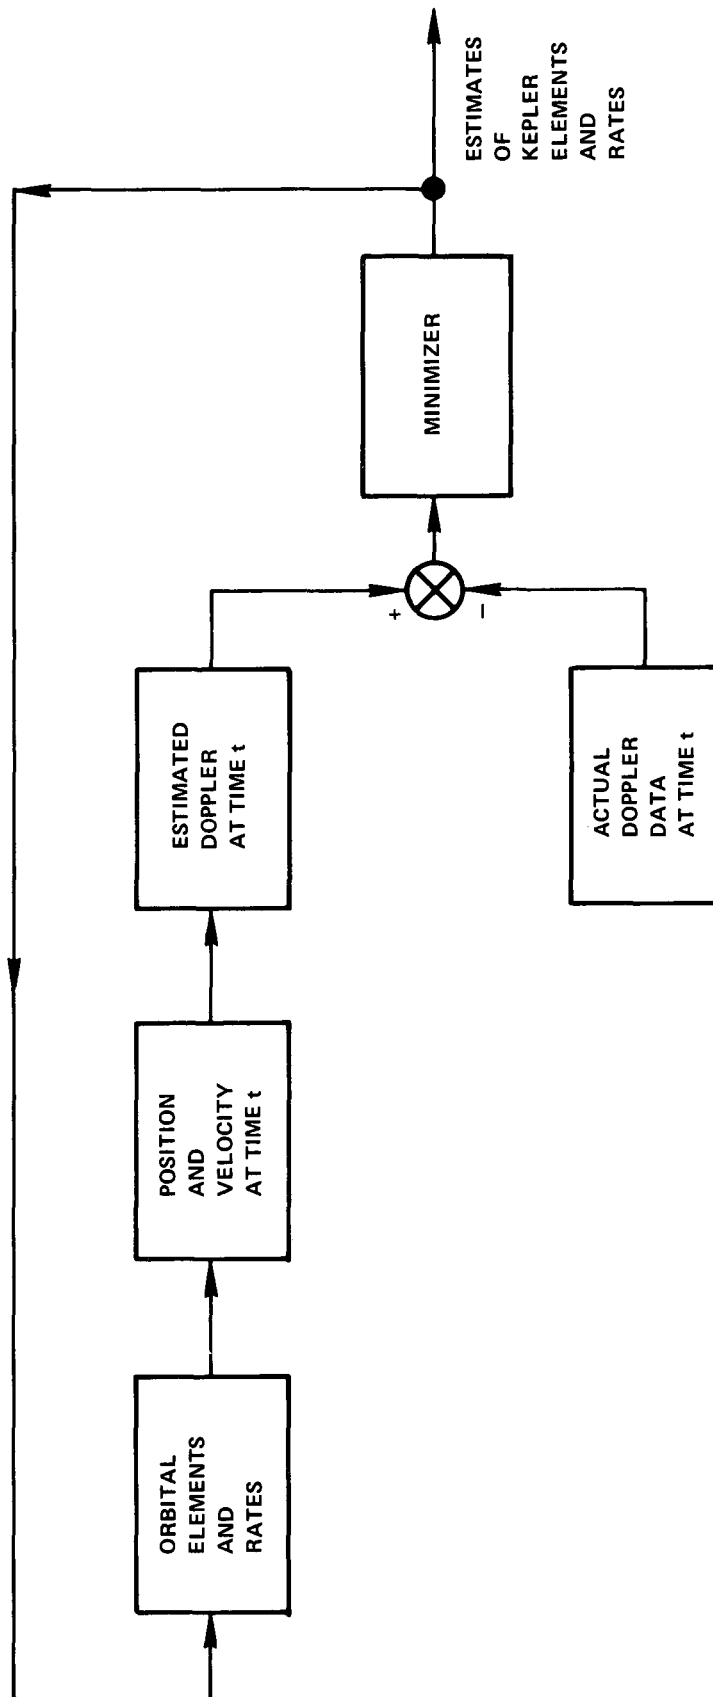 ORBITAL
ELEMENTS
AND
RATES
POSITION
AND
VELOCITY
AT TIME t
ESTIMATED
DOPPLER
AT TIME t
+
−
ACTUAL
DOPPLER
DATA
AT TIME t
MINIMIZER
ESTIMATES
OF
KEPLER
ELEMENTS
AND
RATES